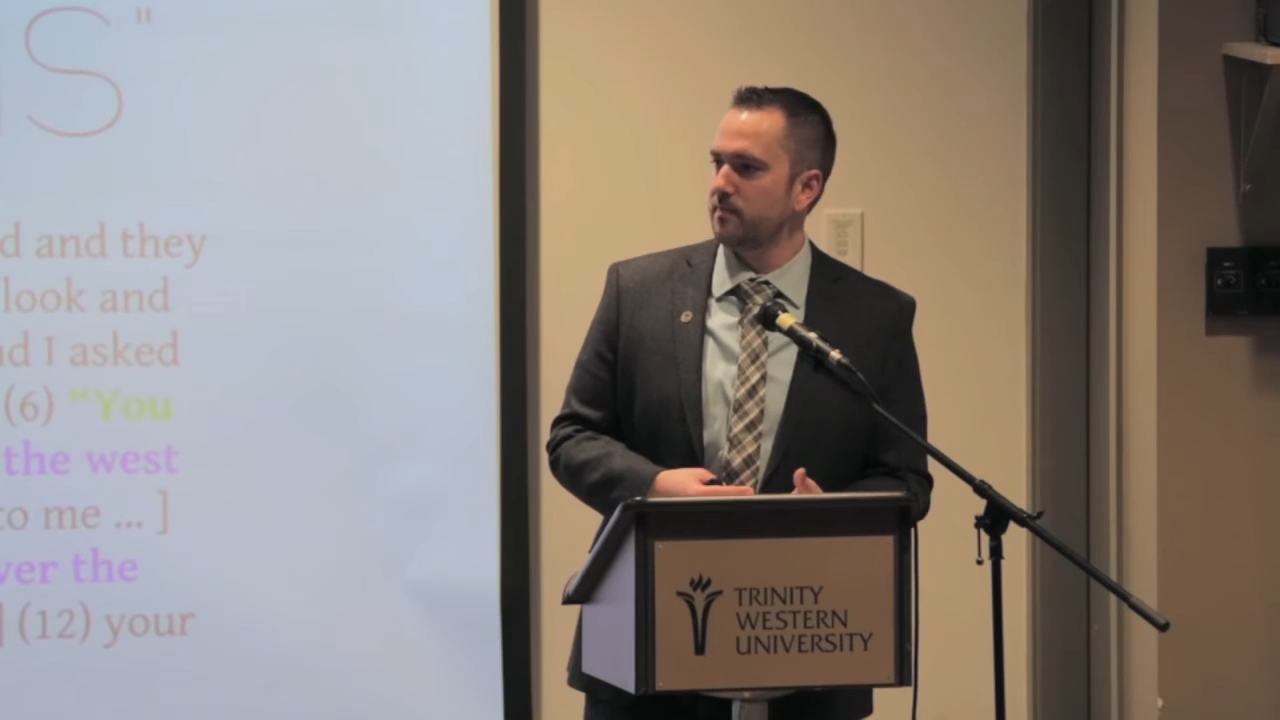 S"
d and they
look and
nd I asked
(6) "You
the west
to me ... ]
ver the
] (12) your
TRINITY
WESTERN
UNIVERSITY